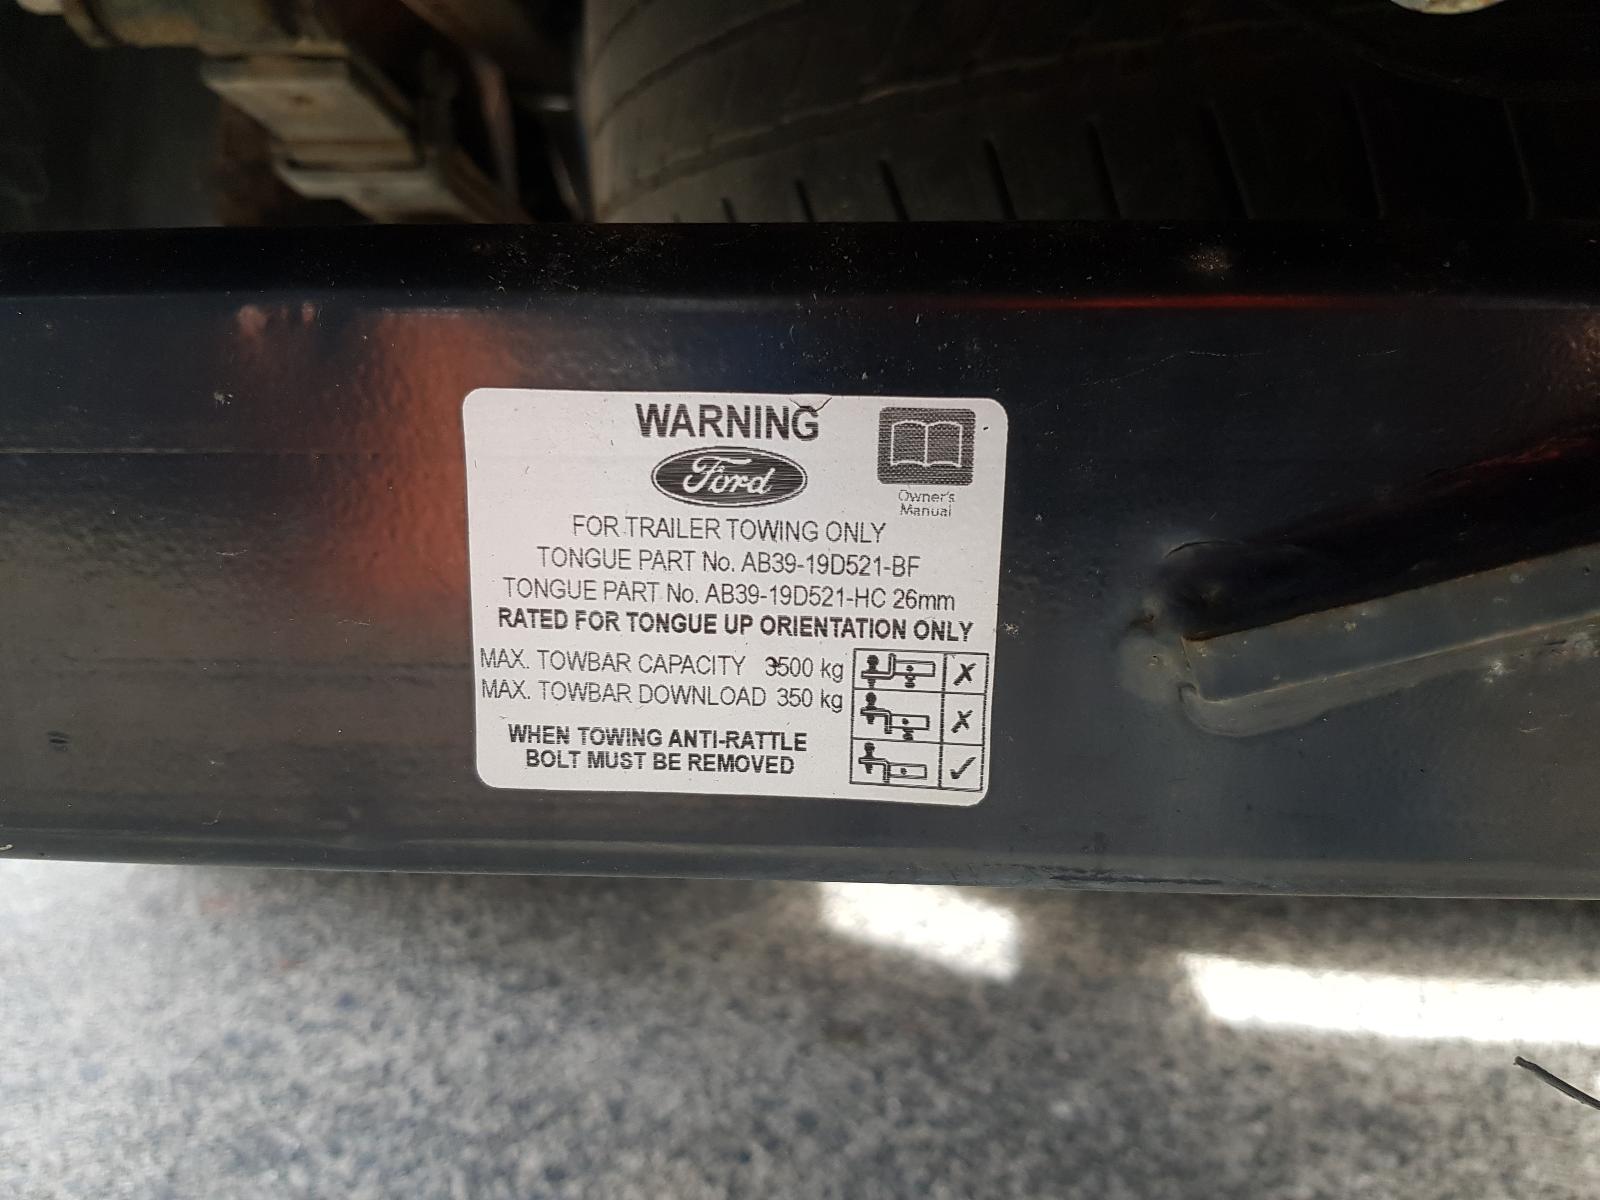 WARNING
Ford
Owner's
Manual
FOR TRAILER TOWING ONLY
TONGUE PART No. AB39-19D521-BF
TONGUE PART No. AB39-19D521-HC 26mm
RATED FOR TONGUE UP ORIENTATION ONLY
MAX. TOWBAR CAPACITY 3500 kg
MAX. TOWBAR DOWNLOAD 350 kg
WHEN TOWING ANTI-RATTLE
BOLT MUST BE REMOVED